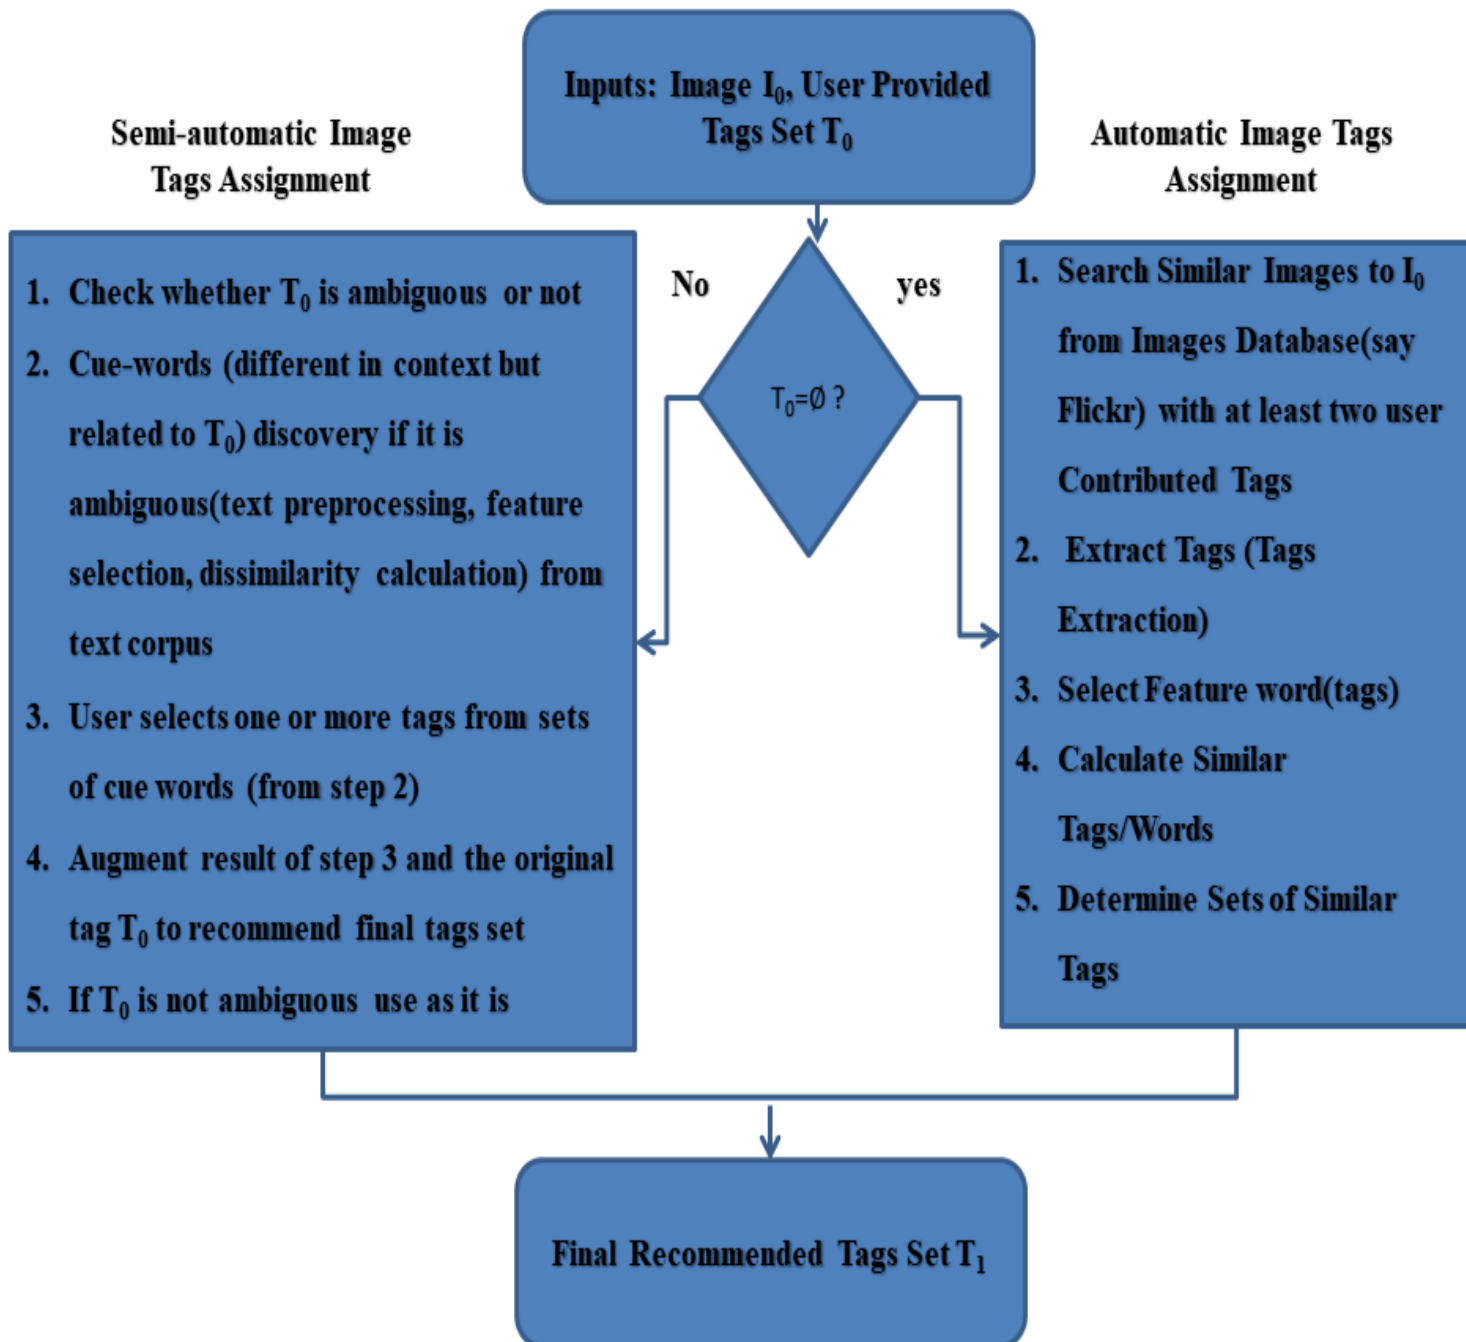 Inputs: Image I₀, User Provided
Tags Set T₀
Semi-automatic Image
Tags Assignment
Automatic Image Tags
Assignment
No
yes
T₀=Ø ?
1. Check whether T₀ is ambiguous or not
2. Cue-words (different in context but
related to T₀) discovery if it is
ambiguous(text preprocessing, feature
selection, dissimilarity calculation) from
text corpus
3. User selects one or more tags from sets
of cue words (from step 2)
4. Augment result of step 3 and the original
tag T₀ to recommend final tags set
5. If T₀ is not ambiguous use as it is
1. Search Similar Images to I₀
from Images Database(say
Flickr) with at least two user
Contributed Tags
2. Extract Tags (Tags
Extraction)
3. Select Feature word(tags)
4. Calculate Similar
Tags/Words
5. Determine Sets of Similar
Tags
Final Recommended Tags Set T₁